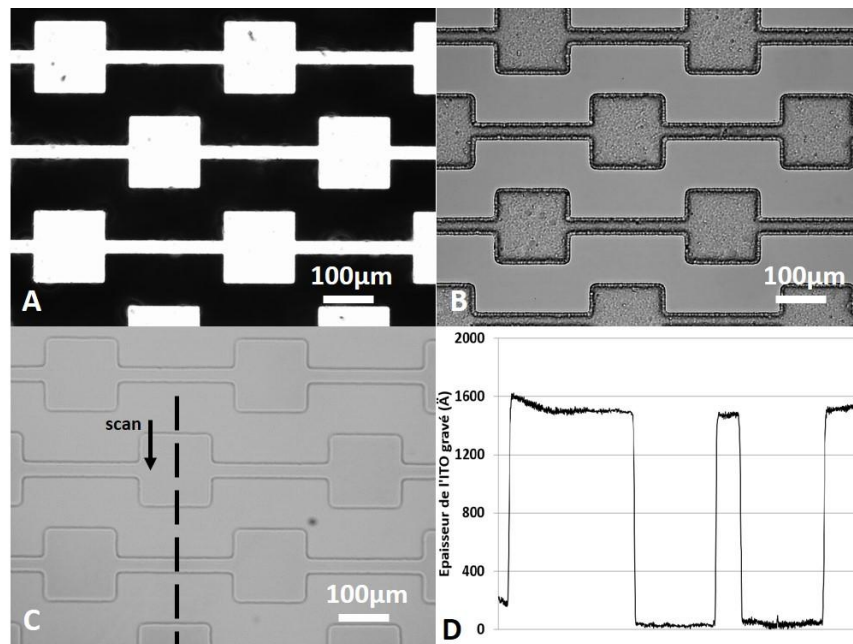 A
100µm
B
100µm
scan
C
100µm
Epaisseur de l'ITO gravé (Ä)
2000
1600
1200
800
400
0
D